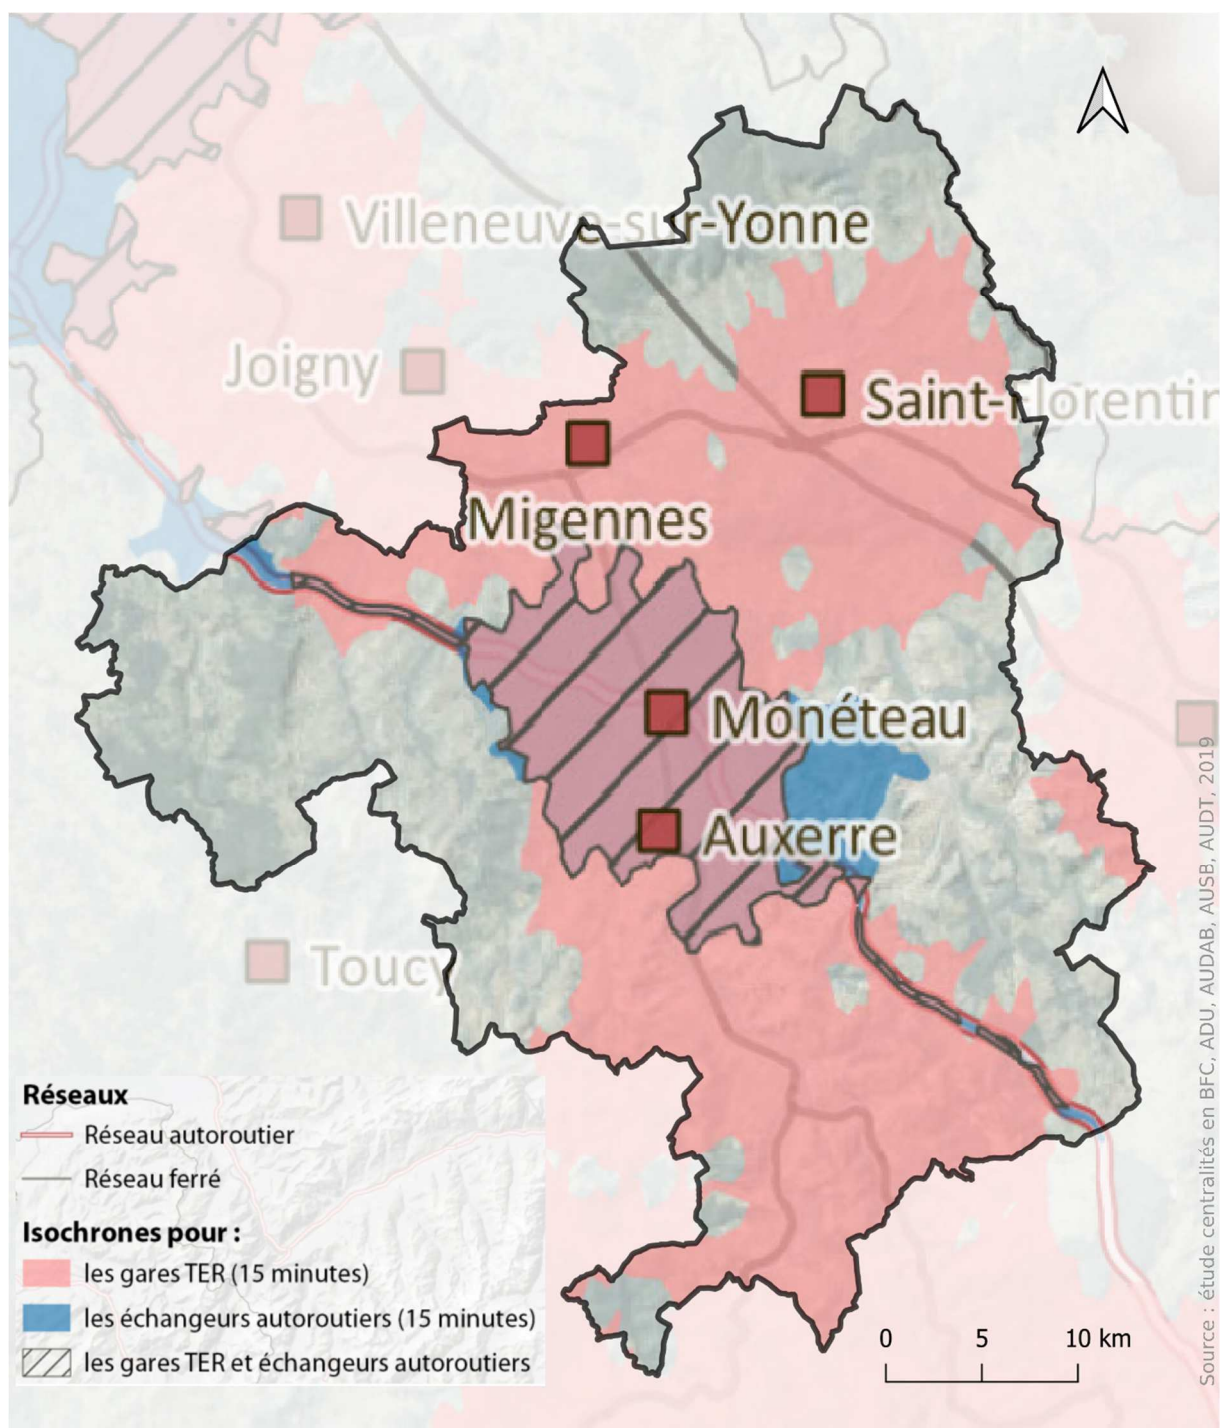 Villeneuve-sur-Yonne
Joigny
Saint-Florentin
Migennes
Monéteau
Auxerre
Toucy
Réseaux
Réseau autoroutier
Réseau ferré
Isochrones pour :
les gares TER (15 minutes)
les échangeurs autoroutiers (15 minutes)
les gares TER et échangeurs autoroutiers
0 5 10 km
Source : étude centralités en BFC, ADU, AUDAB, AUSB, AUDT, 2019